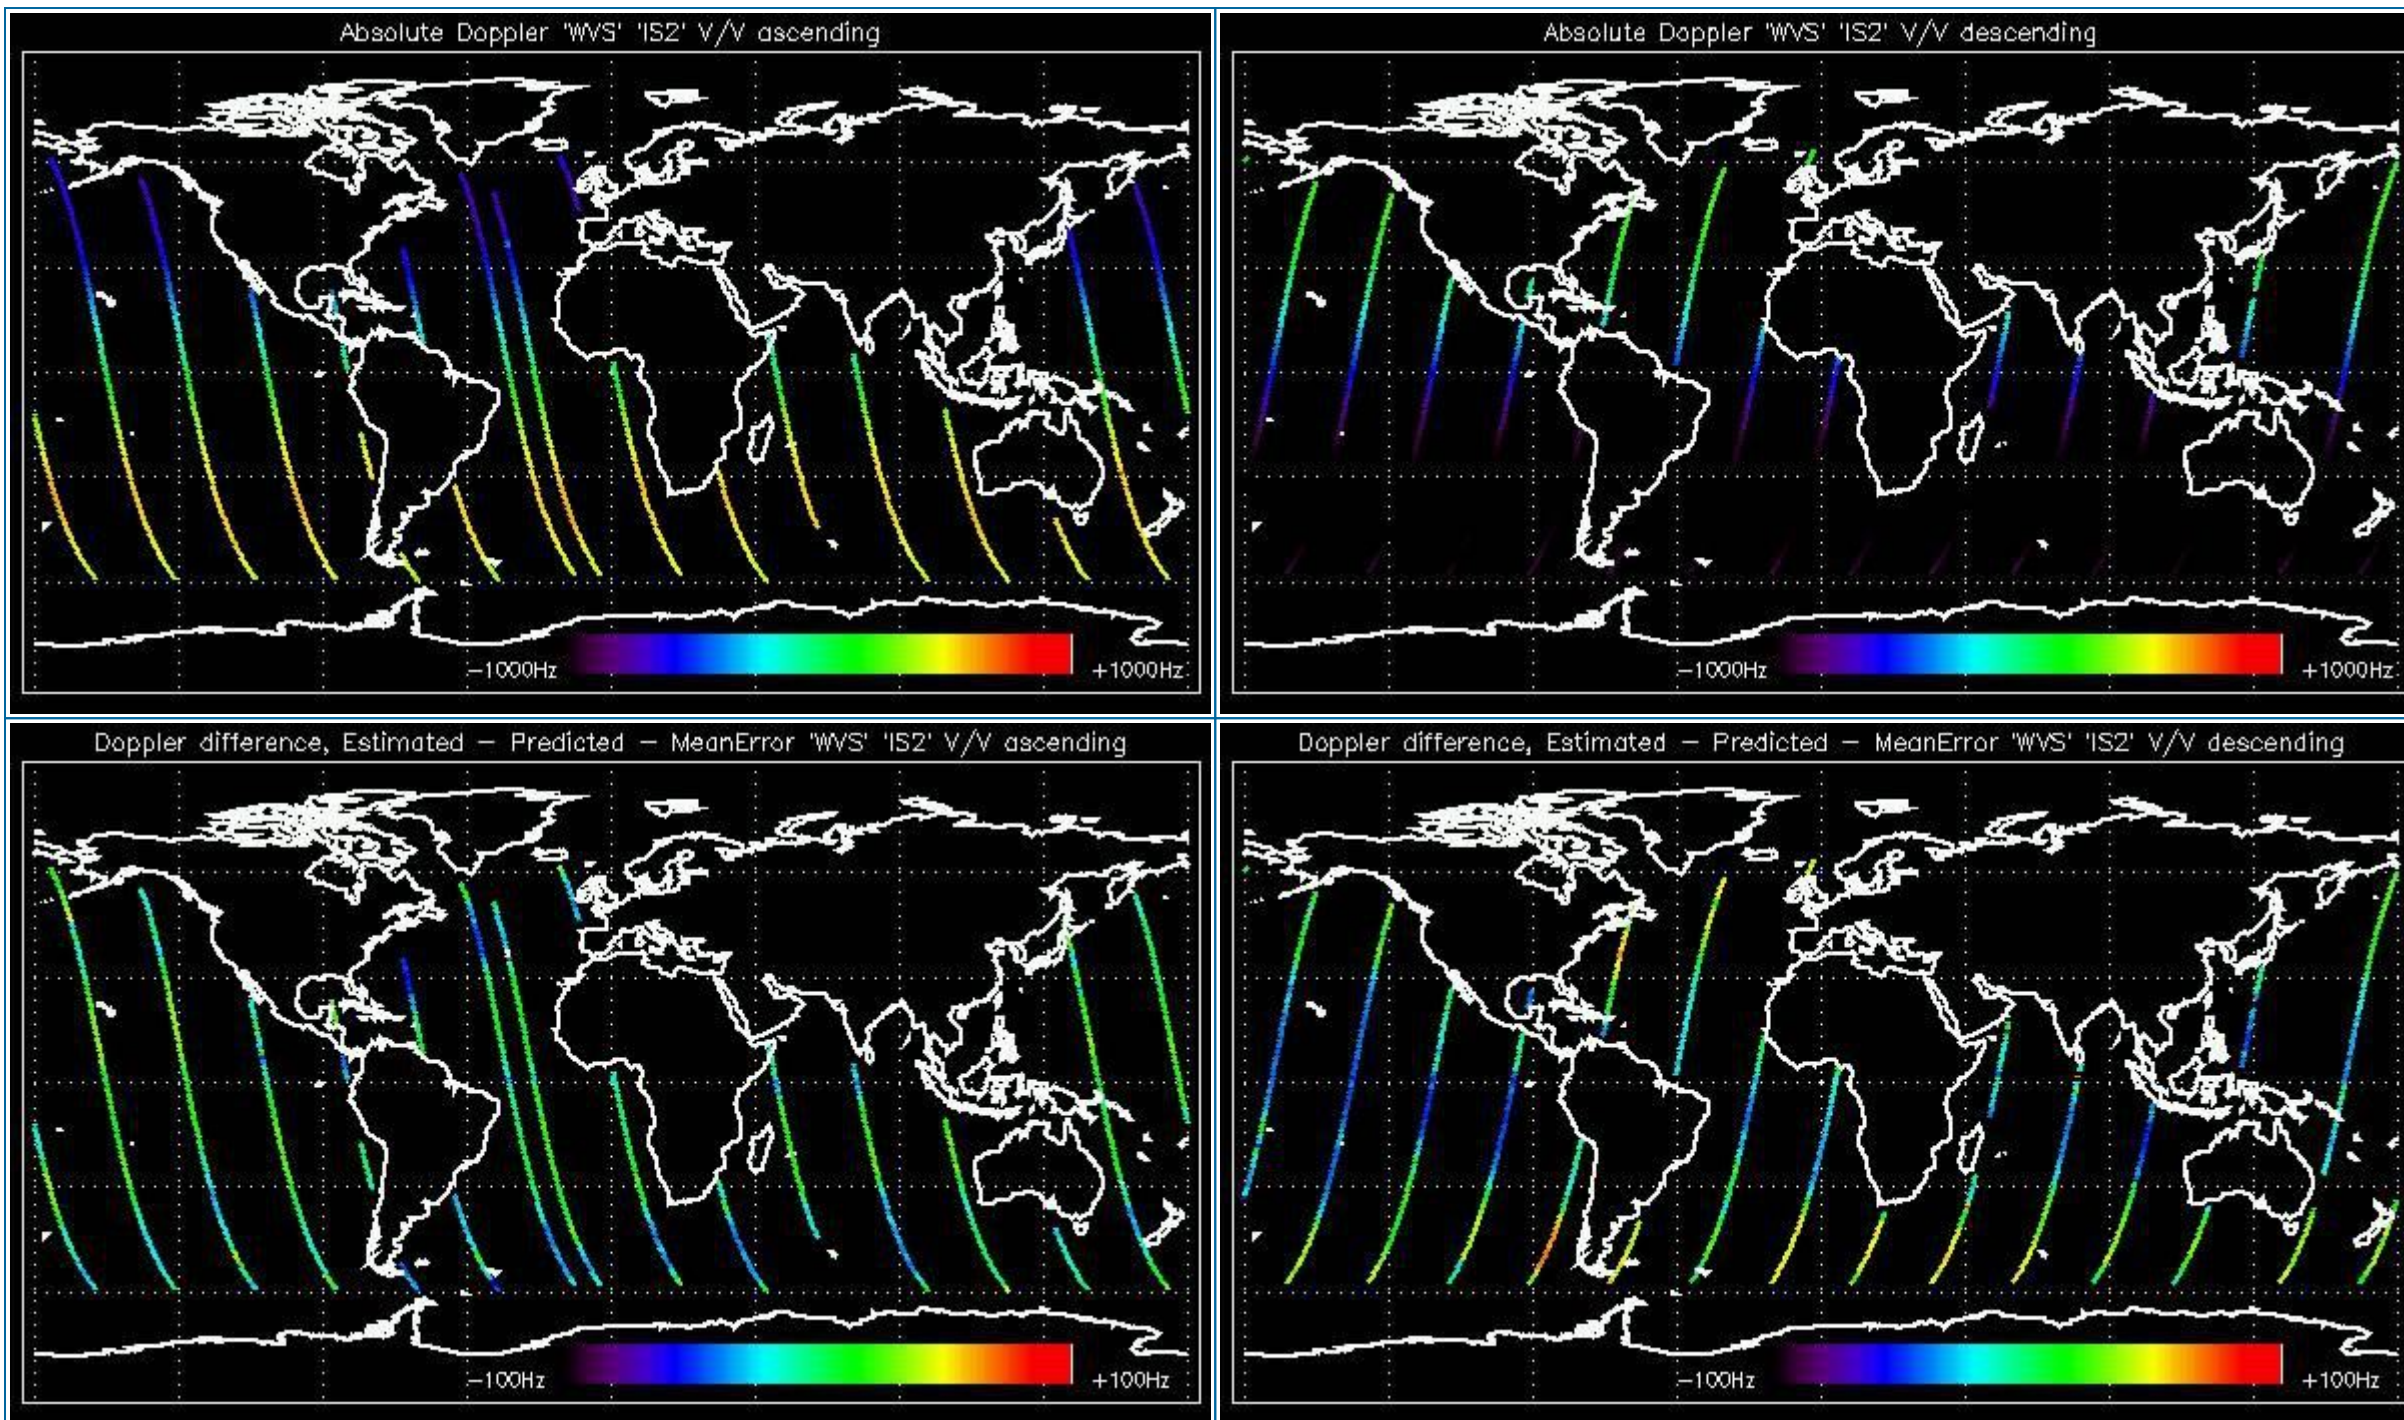 Absolute Doppler 'WVS' 'IS2' V/V ascending
-1000Hz
+1000Hz
Absolute Doppler 'WVS' 'IS2' V/V descending
-1000Hz
+1000Hz
Doppler difference, Estimated - Predicted - MeanError 'WVS' 'IS2' V/V ascending
-100Hz
+100Hz
Doppler difference, Estimated - Predicted - MeanError 'WVS' 'IS2' V/V descending
-100Hz
+100Hz